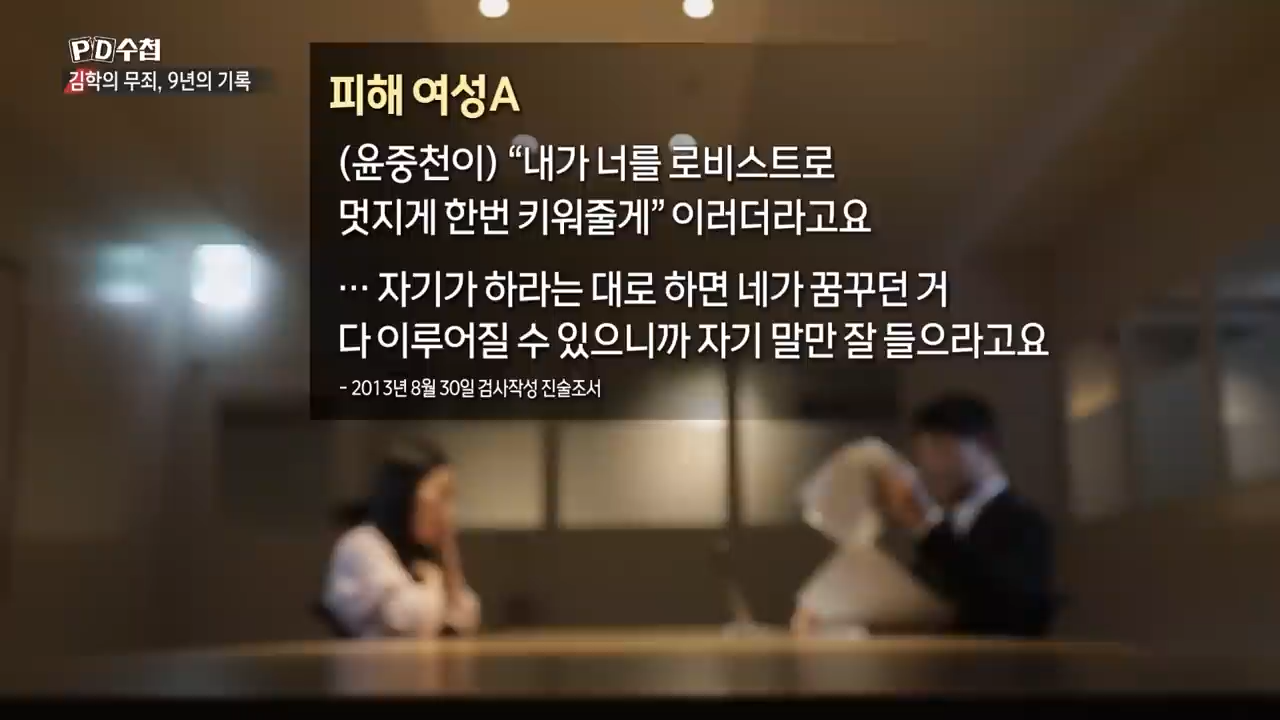 PD수첩
김학의 무죄, 9년의 기록
피해 여성A
(윤중천이) “내가 너를 로비스트로
멋지게 한번 키워줄게” 이러더라고요
… 자기가 하라는 대로 하면 네가 꿈꾸던 거
다 이루어질 수 있으니까 자기 말만 잘 들으라고요
- 2013년 8월 30일 검사작성 진술조서